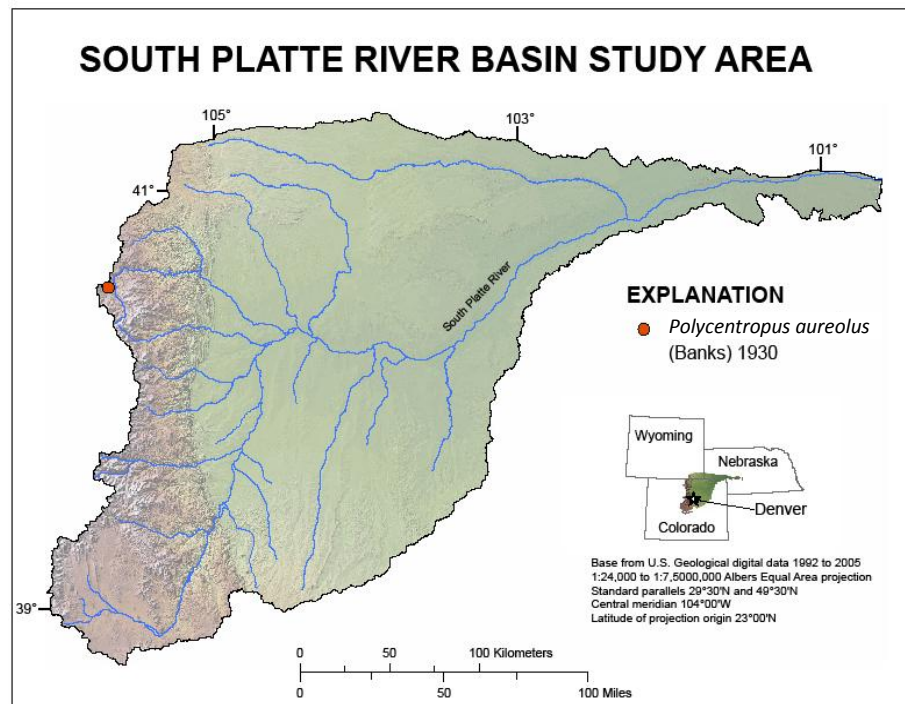 SOUTH PLATTE RIVER BASIN STUDY AREA
105°
103°
101°
41°
South Platte River
EXPLANATION
Polycentropus aureolus
(Banks) 1930
Wyoming
Nebraska
Denver
Colorado
Base from U.S. Geological digital data 1992 to 2005
1:24,000 to 1:7,5000,000 Albers Equal Area projection
Standard parallels 29°30'N and 49°30'N
Central meridian 104°00'W
Latitude of projection origin 23°00'N
39°
0 50 100 Kilometers
0 50 100 Miles